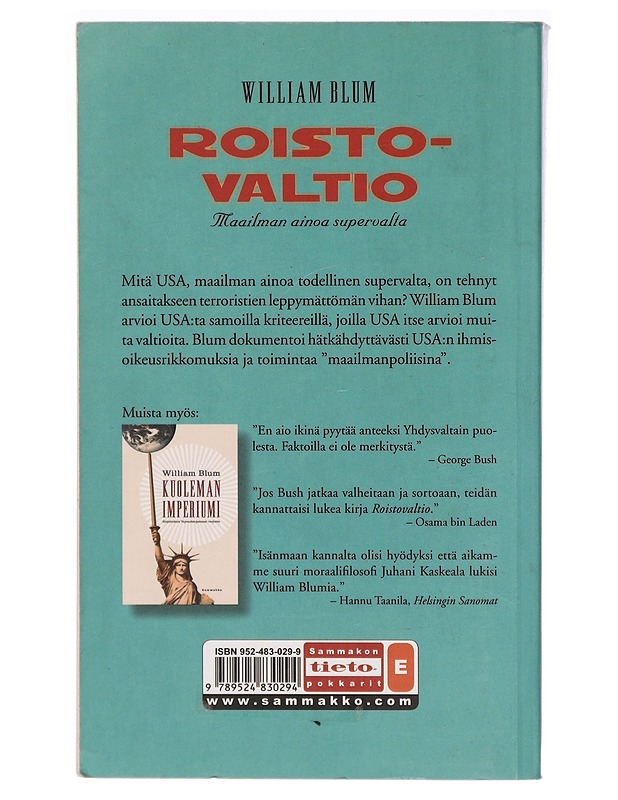 WILLIAM BLUM
ROISTO-
VALTIO
Maailman ainoa supervalta
Mitä USA, maailman ainoa todellinen supervalta, on tehnyt
ansaitakseen terroristien leppymättömän vihan? William Blum
arvioi USA:ta samoilla kriteereillä, joilla USA itse arvioi mui-
ta valtioita. Blum dokumentoi hätkähdyttävästi USA:n ihmis-
oikeusrikkomuksia ja toimintaa ”maailmanpoliisina”.
Muista myös:
William Blum
KUOLEMAN
IMPERIUMI
Sammakko
”En aio ikinä pyytää anteeksi Yhdysvaltain puo-
lesta. Faktoilla ei ole merkitystä.”
– George Bush
”Jos Bush jatkaa valheitaan ja sortoaan, teidän
kannattaisi lukea kirja Roistovaltio.”
– Osama bin Laden
”Isänmaan kannalta olisi hyödyksi että aikam-
me suuri moraalifilosofi Juhani Kaskeala lukisi
William Blumia.”
– Hannu Taanila, Helsingin Sanomat
ISBN 952-483-029-9
9 789524 830294
Sammakon
tieto-
pokkarit
E
www.sammakko.com